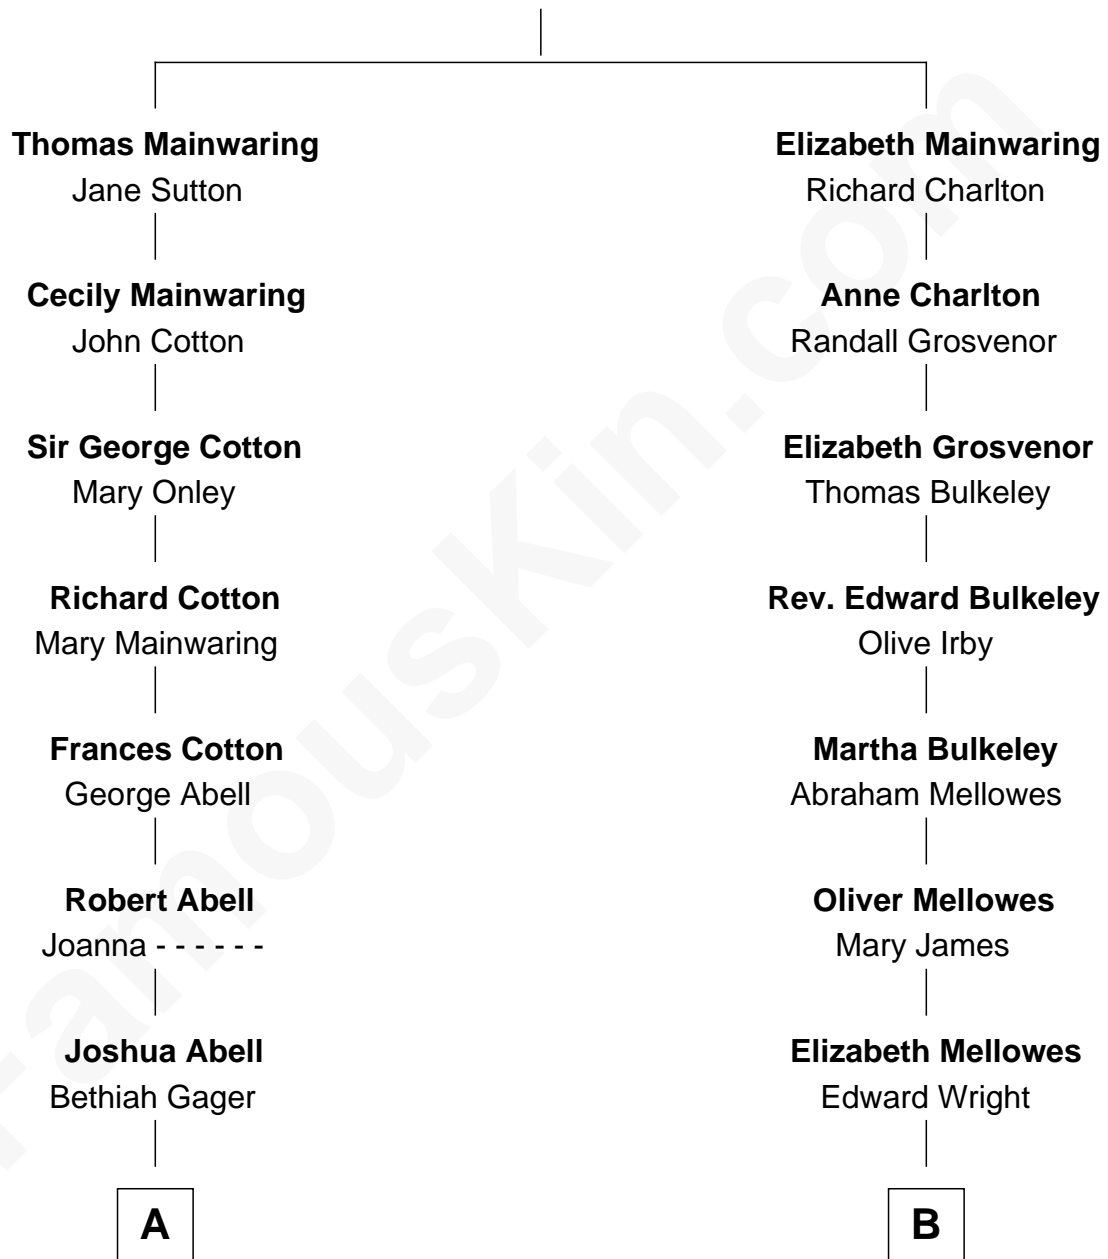 Thomas Mainwaring
Jane Sutton
Cecily Mainwaring
John Cotton
Sir George Cotton
Mary Onley
Richard Cotton
Mary Mainwaring
Frances Cotton
George Abell
Robert Abell
Joanna - - - - - -
Joshua Abell
Bethiah Gager
A
Elizabeth Mainwaring
Richard Charlton
Anne Charlton
Randall Grosvenor
Elizabeth Grosvenor
Thomas Bulkeley
Rev. Edward Bulkeley
Olive Irby
Martha Bulkeley
Abraham Mellowes
Oliver Mellowes
Mary James
Elizabeth Mellowes
Edward Wright
B
FamousKin.com